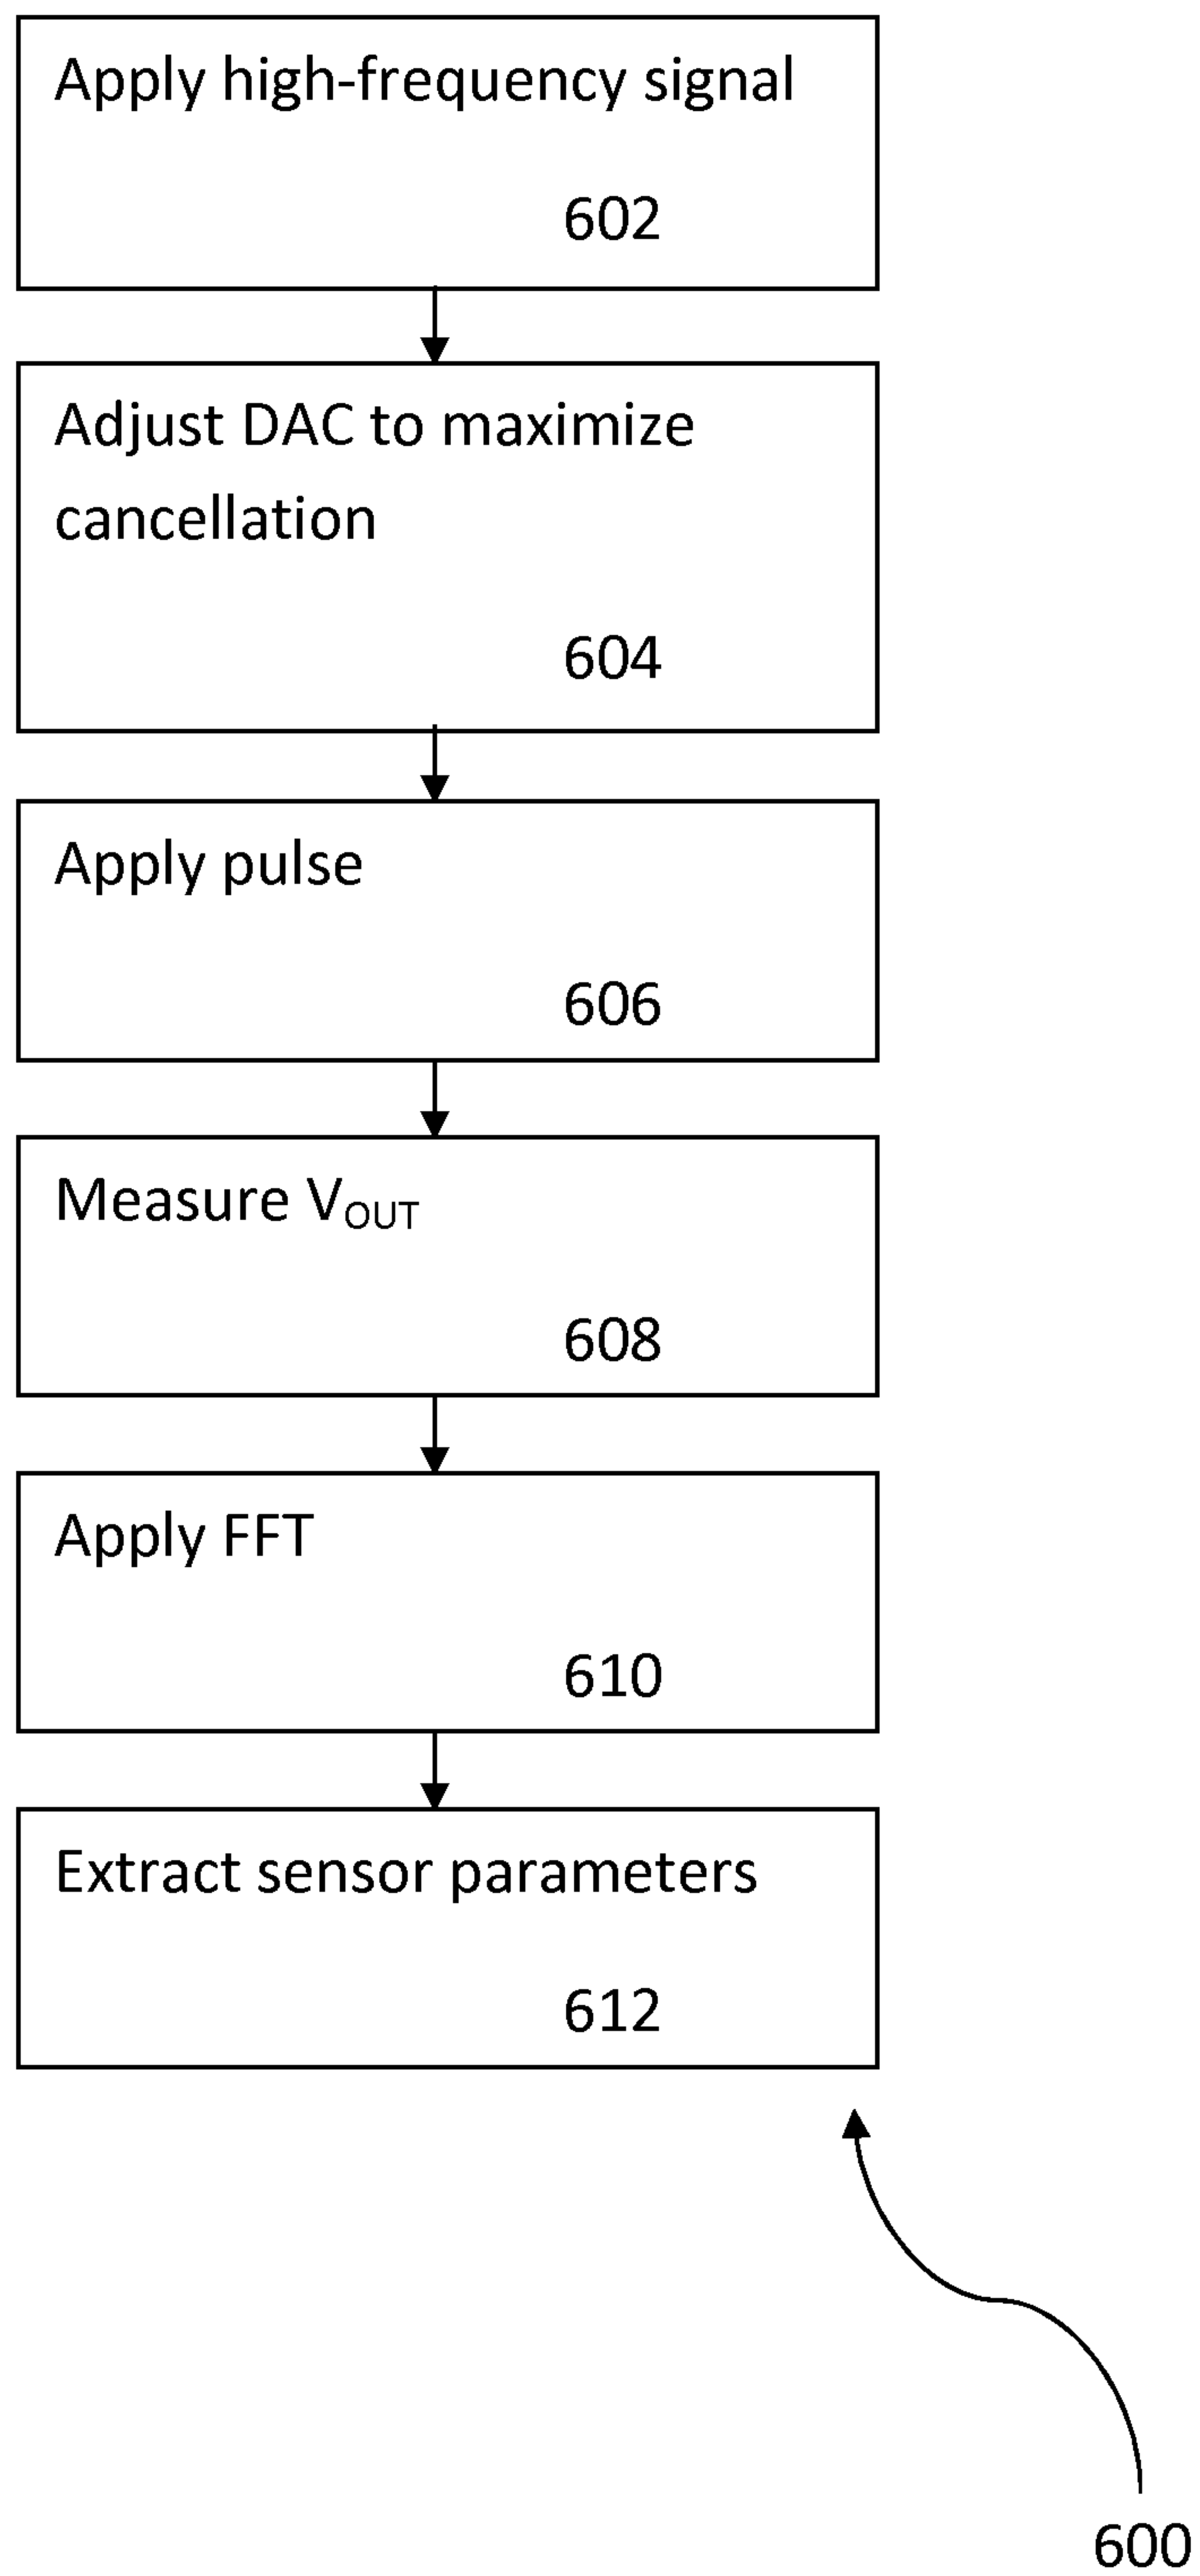 Apply high-frequency signal
602
Adjust DAC to maximize
cancellation
604
Apply pulse
606
Measure VOUT
608
Apply FFT
610
Extract sensor parameters
612
600